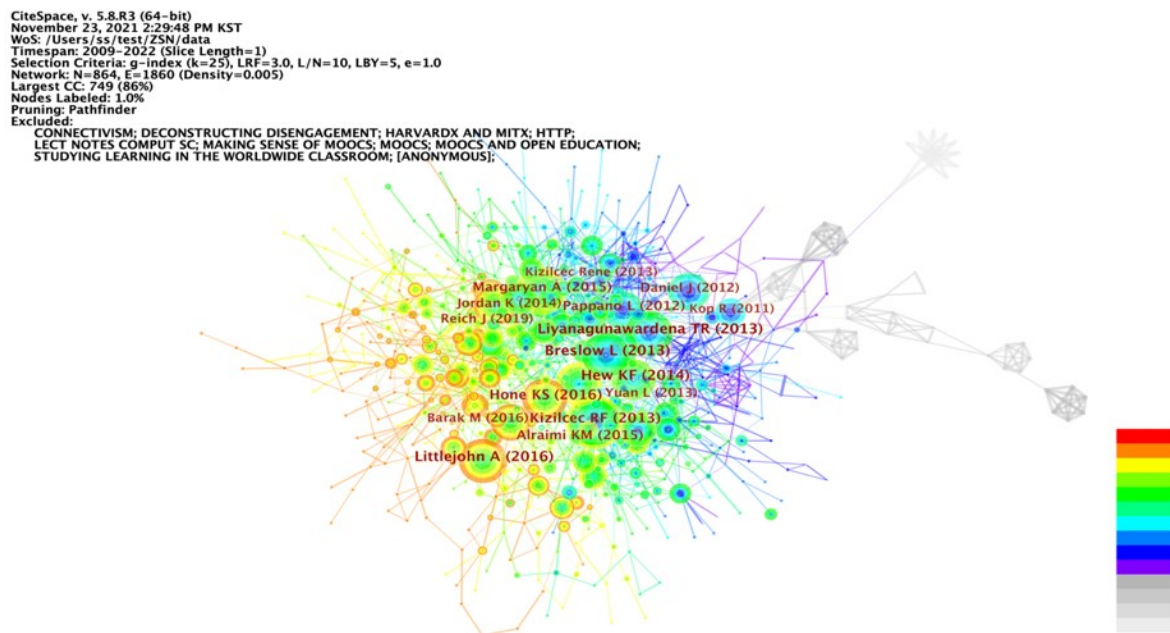 CiteSpace, v. 5.8.R3 (64-bit)
November 23, 2021 2:29:48 PM KST
WoS: /Users/ss/test/ZSN/data
Timespan: 2009-2022 (Slice Length=1)
Selection Criteria: g-index (k=25), LRF=3.0, L/N=10, LBY=5, e=1.0
Network: N=864, E=1860 (Density=0.005)
Largest CC: 749 (86%)
Nodes Labeled: 1.0%
Pruning: Pathfinder
Excluded:
CONNECTIVISM; DECONSTRUCTING DISENGAGEMENT; HARVARDX AND MITX; HTTP;
LECT NOTES COMPUT SC; MAKING SENSE OF MOOCS; MOOCS; MOOCS AND OPEN EDUCATION;
STUDYING LEARNING IN THE WORLDWIDE CLASSROOM; [ANONYMOUS];
Kizilcec Rene (2013)
Margaryan A (2015)
Daniel J (2012)
Jordan K (2014)
Pappano L (2012)
Kop R (2011)
Reich J (2019)
Liyanagunawardena TR (2013)
Breslow L (2013)
Hew KF (2014)
Hone KS (2016)
Yuan L (2013)
Barak M (2016)
Kizilcec RF (2013)
Alraimi KM (2015)
Littlejohn A (2016)